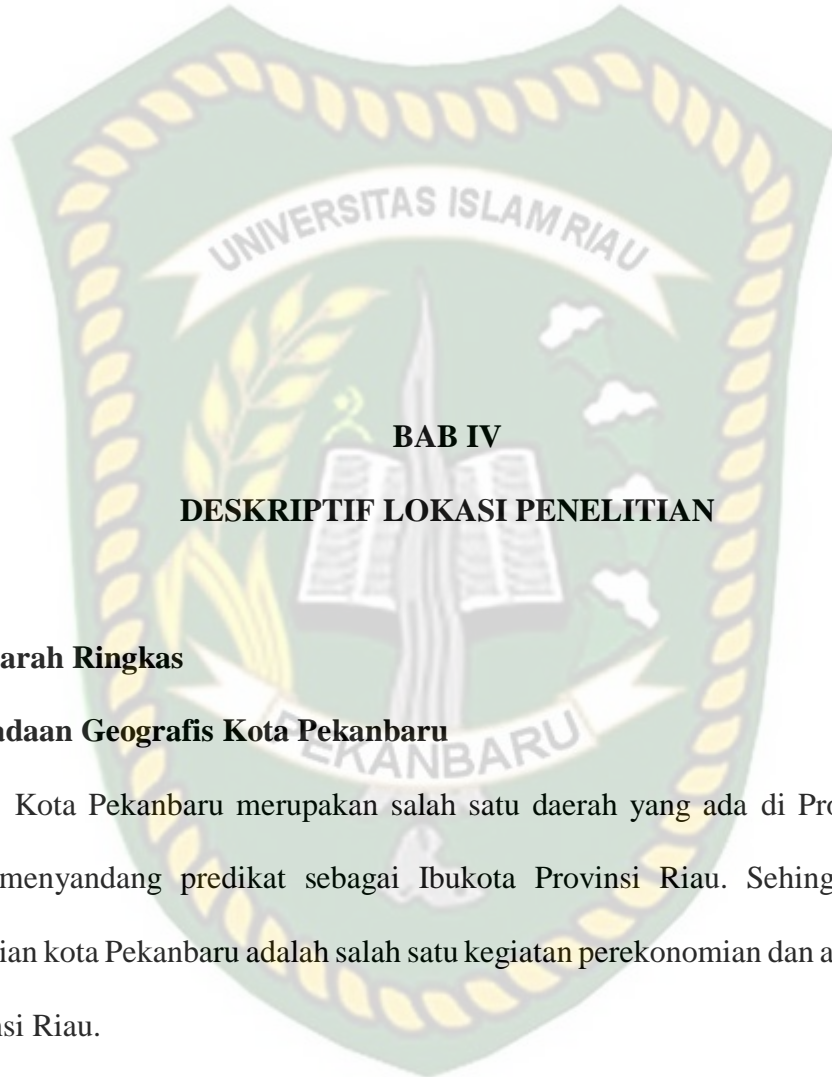 UNIVERSITAS ISLAM RIAU
BAB IV
DESKRIPTIF LOKASI PENELITIAN
arah Ringkas
adaan Geografis Kota Pekanbaru
PEKANBARU
Kota Pekanbaru merupakan salah satu daerah yang ada di Pro
menyandang predikat sebagai Ibukota Provinsi Riau. Sehing
ian kota Pekanbaru adalah salah satu kegiatan perekonomian dan a
nsi Riau.